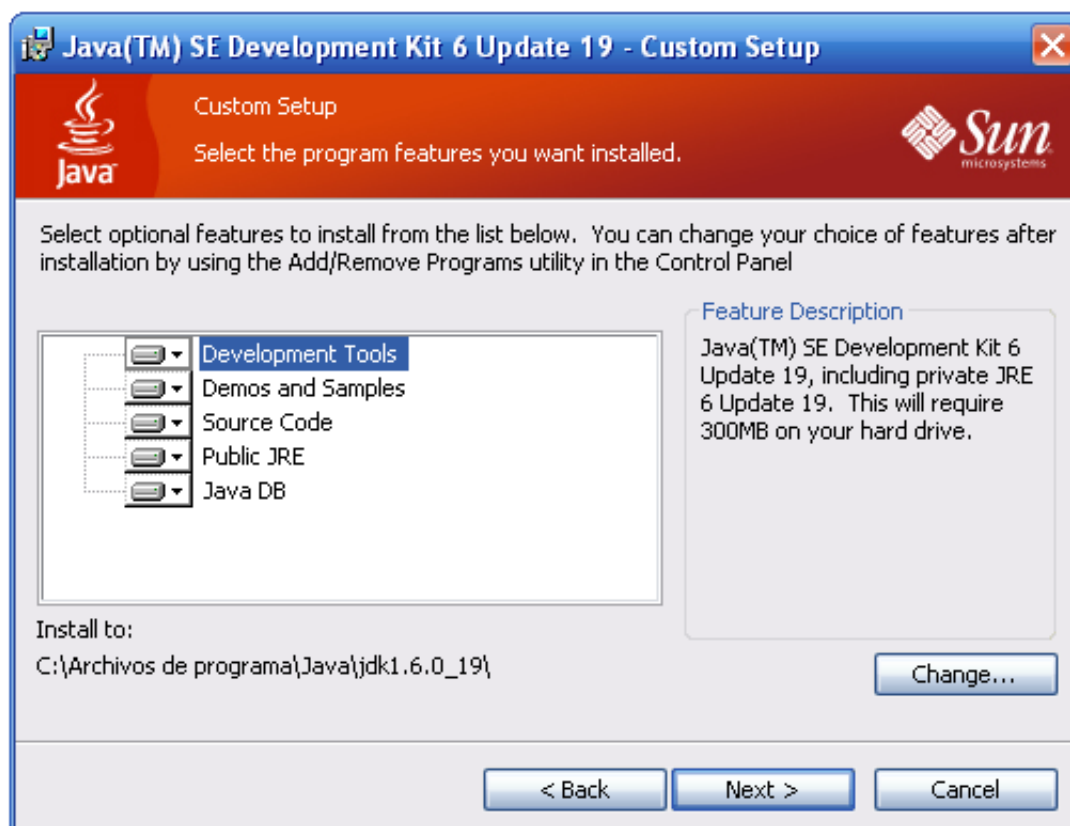 Java(TM) SE Development Kit 6 Update 19 - Custom Setup
Java
Custom Setup
Select the program features you want installed.
Sun
microsystems
Select optional features to install from the list below. You can change your choice of features after
installation by using the Add/Remove Programs utility in the Control Panel
Development Tools
Demos and Samples
Source Code
Public JRE
Java DB
Feature Description
Java(TM) SE Development Kit 6
Update 19, including private JRE
6 Update 19. This will require
300MB on your hard drive.
Install to:
C:\Archivos de programa\Java\jdk1.6.0_19\
Change...
< Back
Next >
Cancel